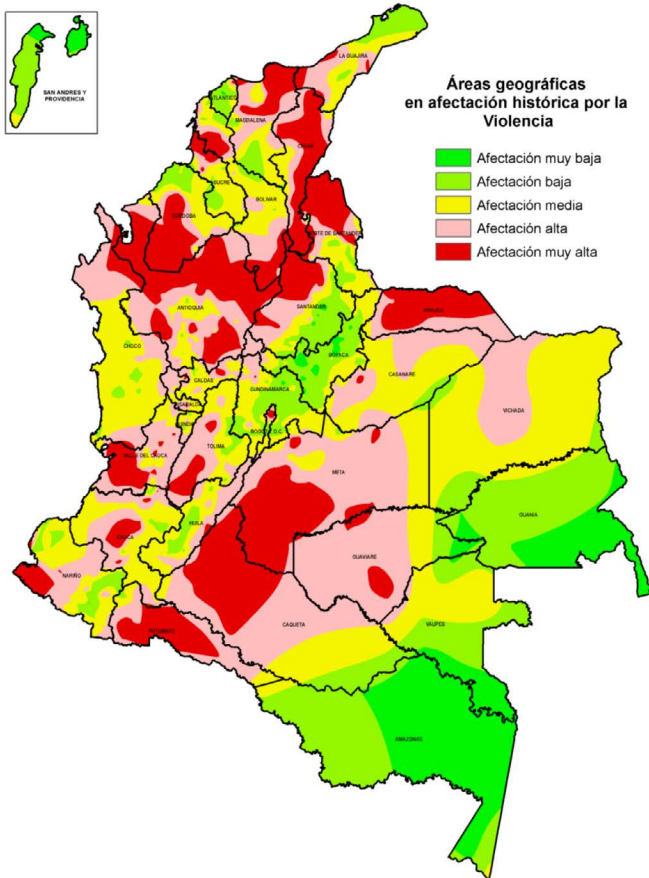 SAN ANDRES Y
PROVIDENCIA
Áreas geográficas
en afectación histórica por la
Violencia
Afectación muy baja
Afectación baja
Afectación media
Afectación alta
Afectación muy alta
LA GUAJIRA
ATLANTICO
MAGDALENA
CESAR
SUCRE
BOLIVAR
CORDOBA
NORTE DE SANTANDER
ANTIOQUIA
SANTANDER
ARAUCA
CHOCO
BOYACA
CASANARE
CALDAS
CUNDINAMARCA
VICHADA
BOGOTA D.C.
TOLIMA
VALLE DEL CAUCA
META
GUANIA
HUILA
CAUCA
GUAVIARE
NARIÑO
VAUPES
CAQUETA
PUTUMAYO
AMAZONAS